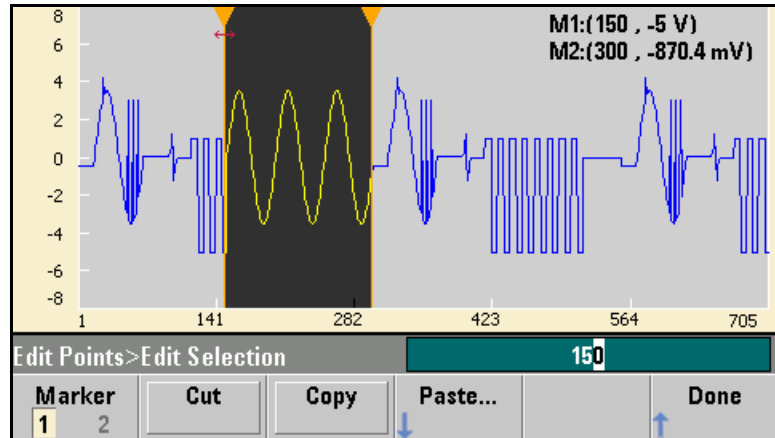 M1:(150 , -5 V)
M2:(300 , -870.4 mV)
8
6
4
2
0
-2
-4
-6
-8
1 141 282 423 564 705
Edit Points>Edit Selection 150
Marker Cut Copy Paste... Done
1 2